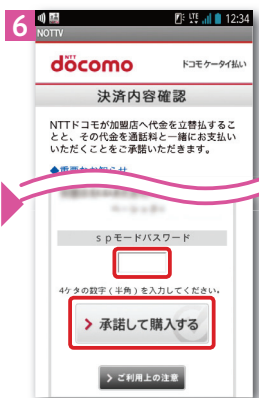 6
LTE 12:34
NOTTV
NTT
döcomo ドコモケータイ払い
決済内容確認
NTTドコモが加盟店へ代金を立替払するこ
とと、その代金を通話料と一緒にお支払い
いただくことをご承諾いただきます。
spモードパスワード
4ケタの数字(半角)を入力してください。
> 承諾して購入する
> ご利用上の注意